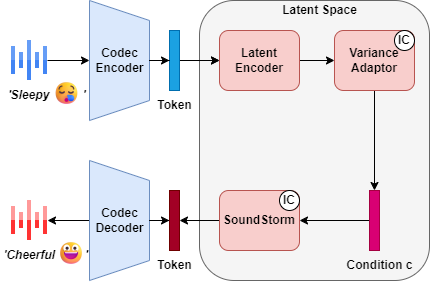 Latent Space
Codec
Encoder
Latent
Encoder
IC
Variance
Adaptor
'Sleepy 😪 '
Token
Codec
Decoder
IC
SoundStorm
'Cheerful 😀 '
Token
Condition c